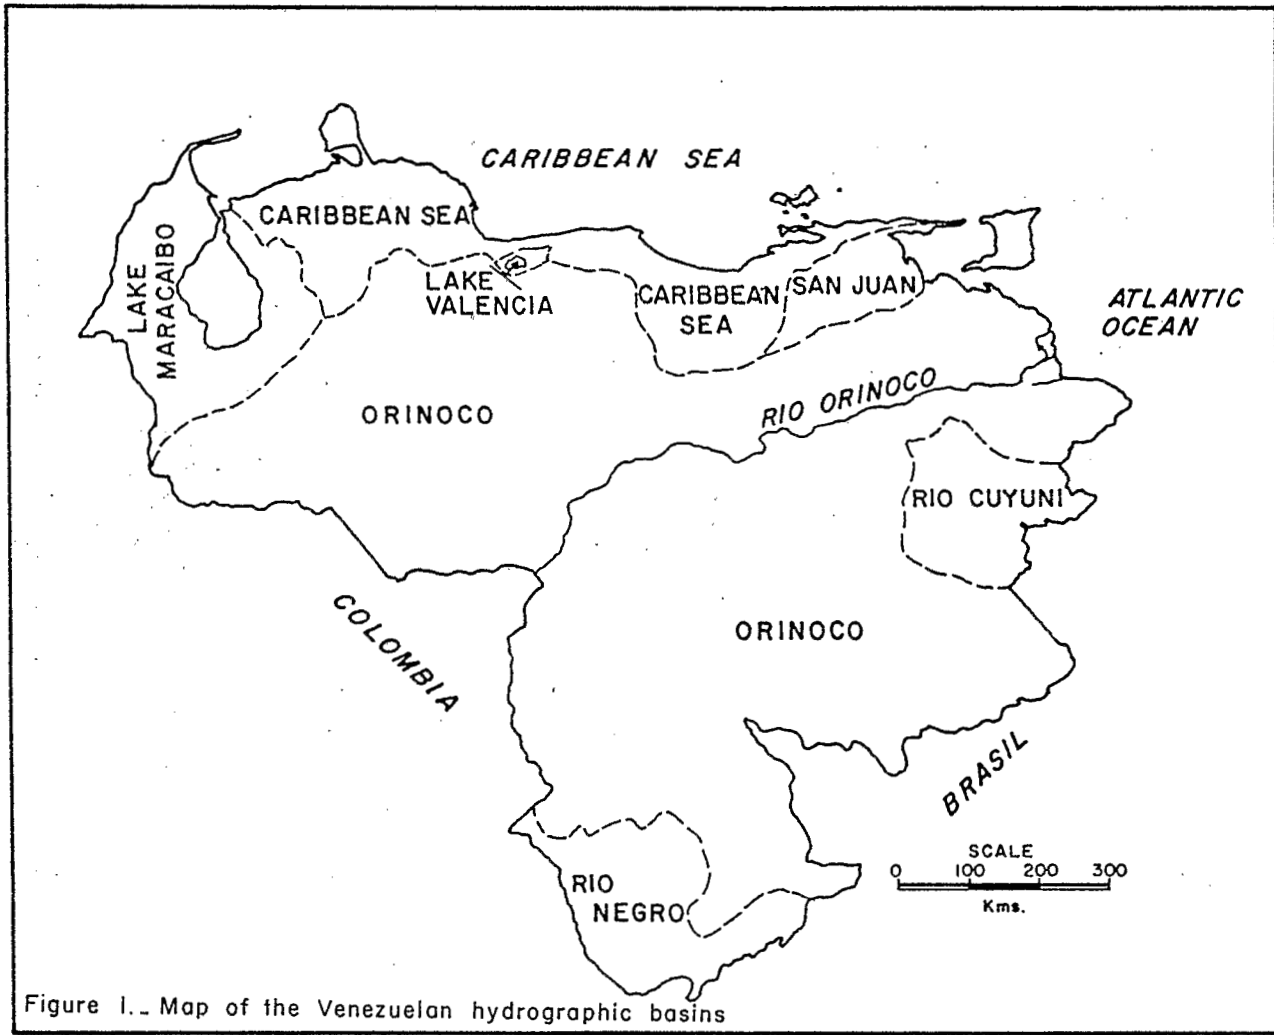 CARIBBEAN SEA
CARIBBEAN SEA
LAKE
MARACAIBO
LAKE
VALENCIA
CARIBBEAN
SEA
SAN JUAN
ATLANTIC
OCEAN
ORINOCO
RIO ORINOCO
RIO CUYUNI
COLOMBIA
ORINOCO
BRASIL
RIO
NEGRO
SCALE
0 100 200 300
Kms.
Figure 1.- Map of the Venezuelan hydrographic basins